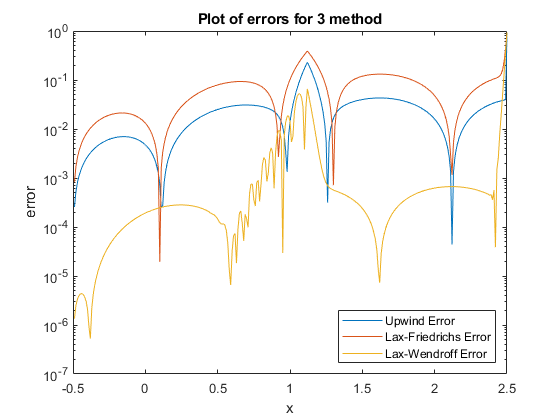 Plot of errors for 3 method
10^0
10^-1
10^-2
10^-3
10^-4
10^-5
10^-6
10^-7
error
Upwind Error
Lax-Friedrichs Error
Lax-Wendroff Error
-0.5 0 0.5 1 1.5 2 2.5
x